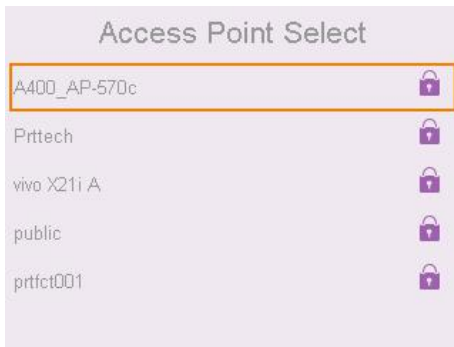 Access Point Select
A400_AP-570c
Prttech
vivo X21i A
public
prtfct001